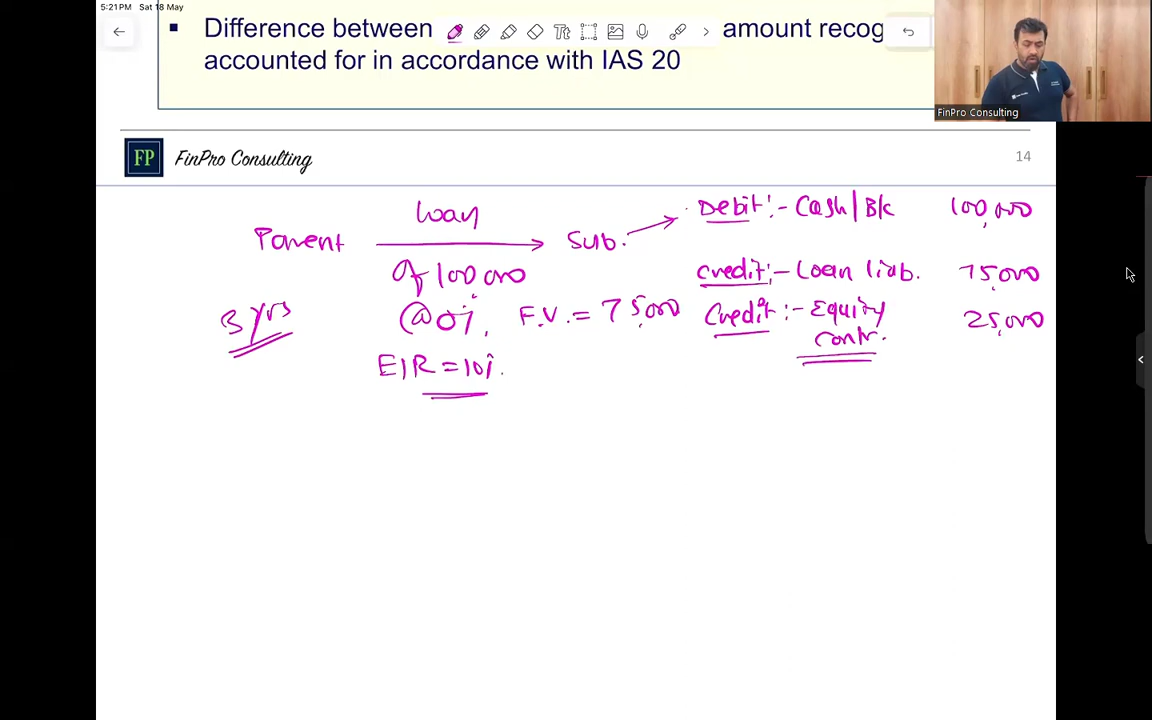 5:21 PM Sat 18 May
▪ Difference between amount recog
accounted for in accordance with IAS 20
Tt
FinPro Consulting
FP FinPro Consulting
14
Parent loan Sub.
of 100,000
3 yrs @ 0%. F.V. = 75,000
EIR = 10%.
Debit:- Cash/Bk 100,000
Credit:- Loan liab. 75,000
Credit:- Equity 25,000
contr.